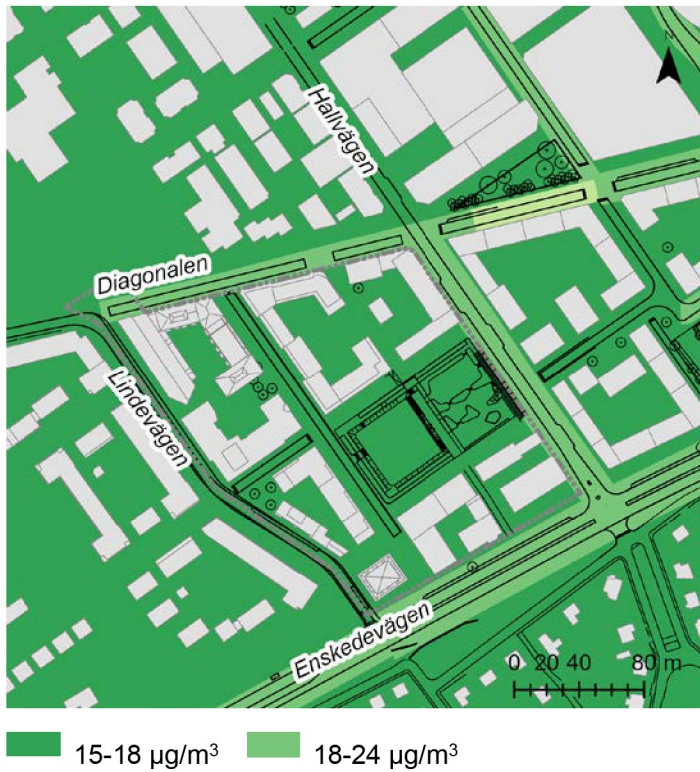 N
Hallvägen
Diagonalen
Lindevägen
Enskedevägen
0 20 40 80 m
15-18 µg/m³
18-24 µg/m³